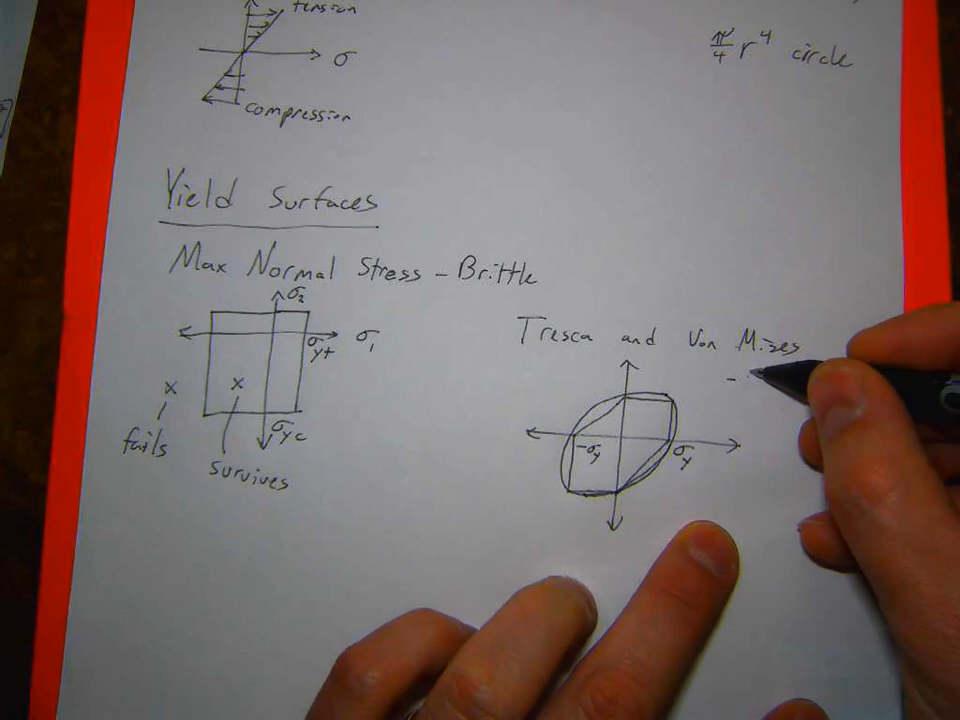 tension
σ
compression
π/4 r⁴ circle
Yield Surfaces
Max Normal Stress – Brittle
σ₂
σ₁
σyt
x x
σyc
fails
survives
Tresca and Von Mises
-
-σy
σy